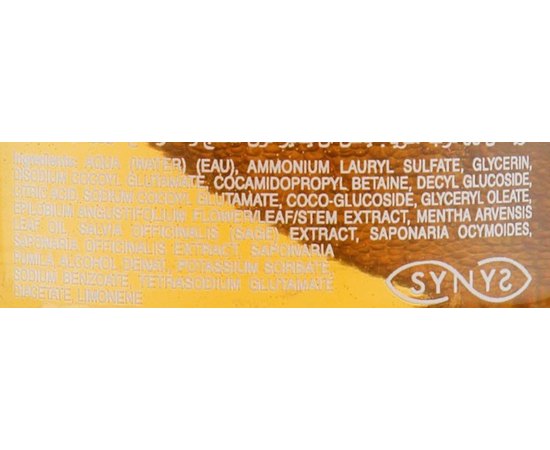 Ingredients: AQUA (WATER) (EAU), AMMONIUM LAURYL SULFATE, GLYCERIN,
DISODIUM COCOYL GLUTAMATE, COCAMIDOPROPYL BETAINE, DECYL GLUCOSIDE,
CITRIC ACID, SODIUM COCOYL GLUTAMATE, COCO-GLUCOSIDE, GLYCERYL OLEATE,
EPILOBIUM ANGUSTIFOLIUM FLOWER/LEAF/STEM EXTRACT, MENTHA ARVENSIS
LEAF OIL, SALVIA OFFICINALIS (SAGE) EXTRACT, SAPONARIA OCYMOIDES,
SAPONARIA OFFICINALIS EXTRACT, SAPONARIA
PUMILA, ALCOHOL DENAT, POTASSIUM SORBATE,
SODIUM BENZOATE, TETRASODIUM GLUTAMATE
DIACETATE, LIMONENE
SYNYS